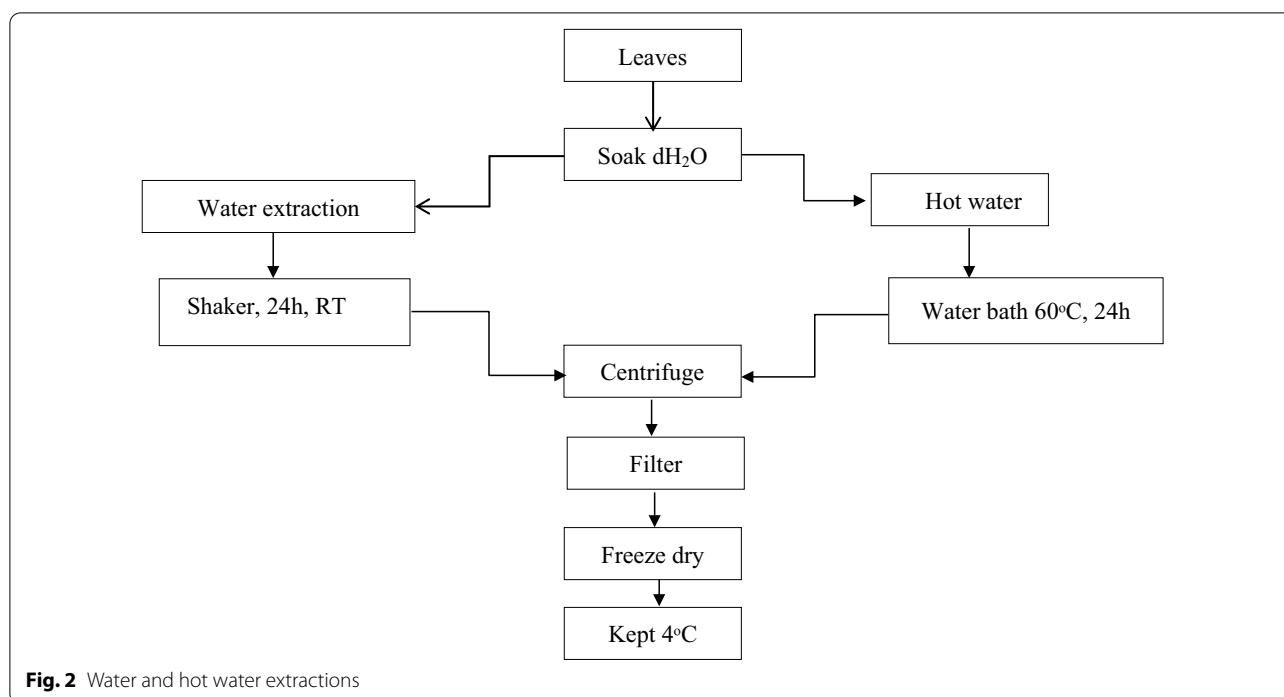 Leaves
Soak dH₂O
Water extraction
Hot water
Shaker, 24h, RT
Water bath 60°C, 24h
Centrifuge
Filter
Freeze dry
Kept 4°C
Fig. 2 Water and hot water extractions